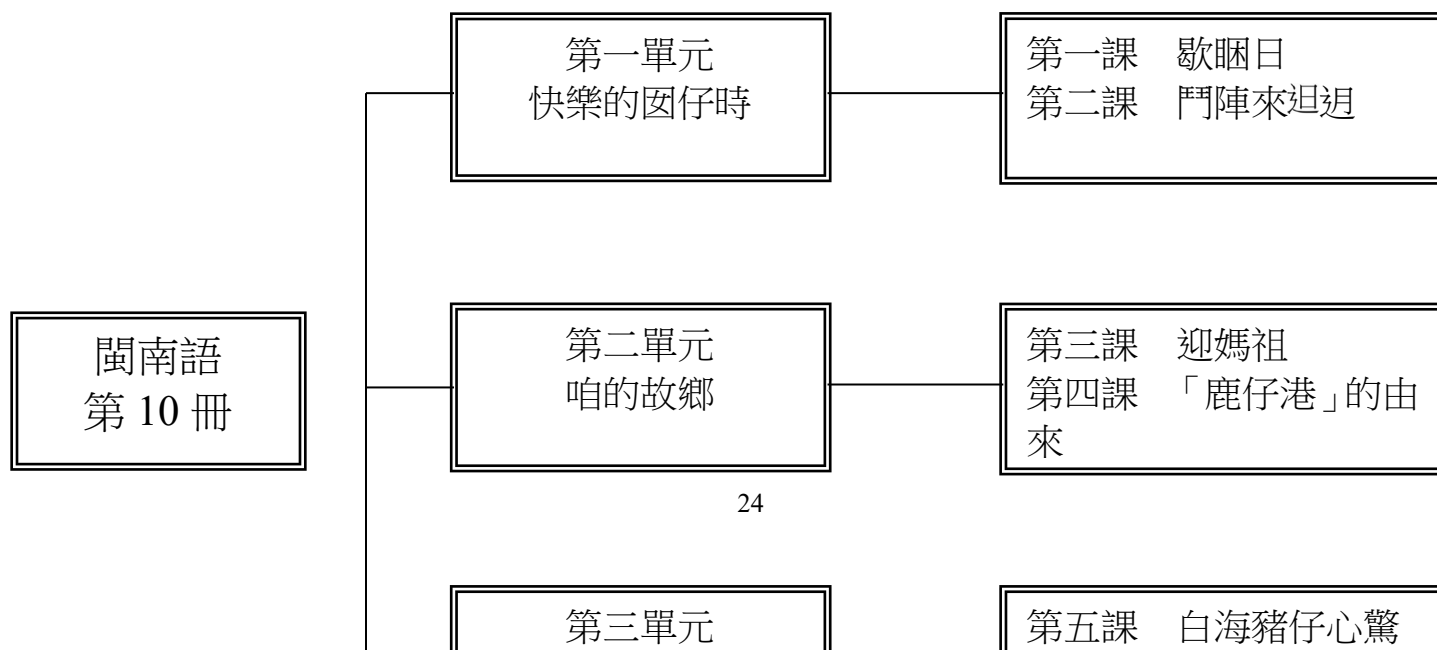 第一單元
快樂的囡仔時
第一課　歇睏日
第二課　鬥陣來𨑨迌
閩南語
第 10 冊
第二單元
咱的故鄉
第三課　迎媽祖
第四課　「鹿仔港」的由
來
24
第三單元
第五課　白海豬仔心驚